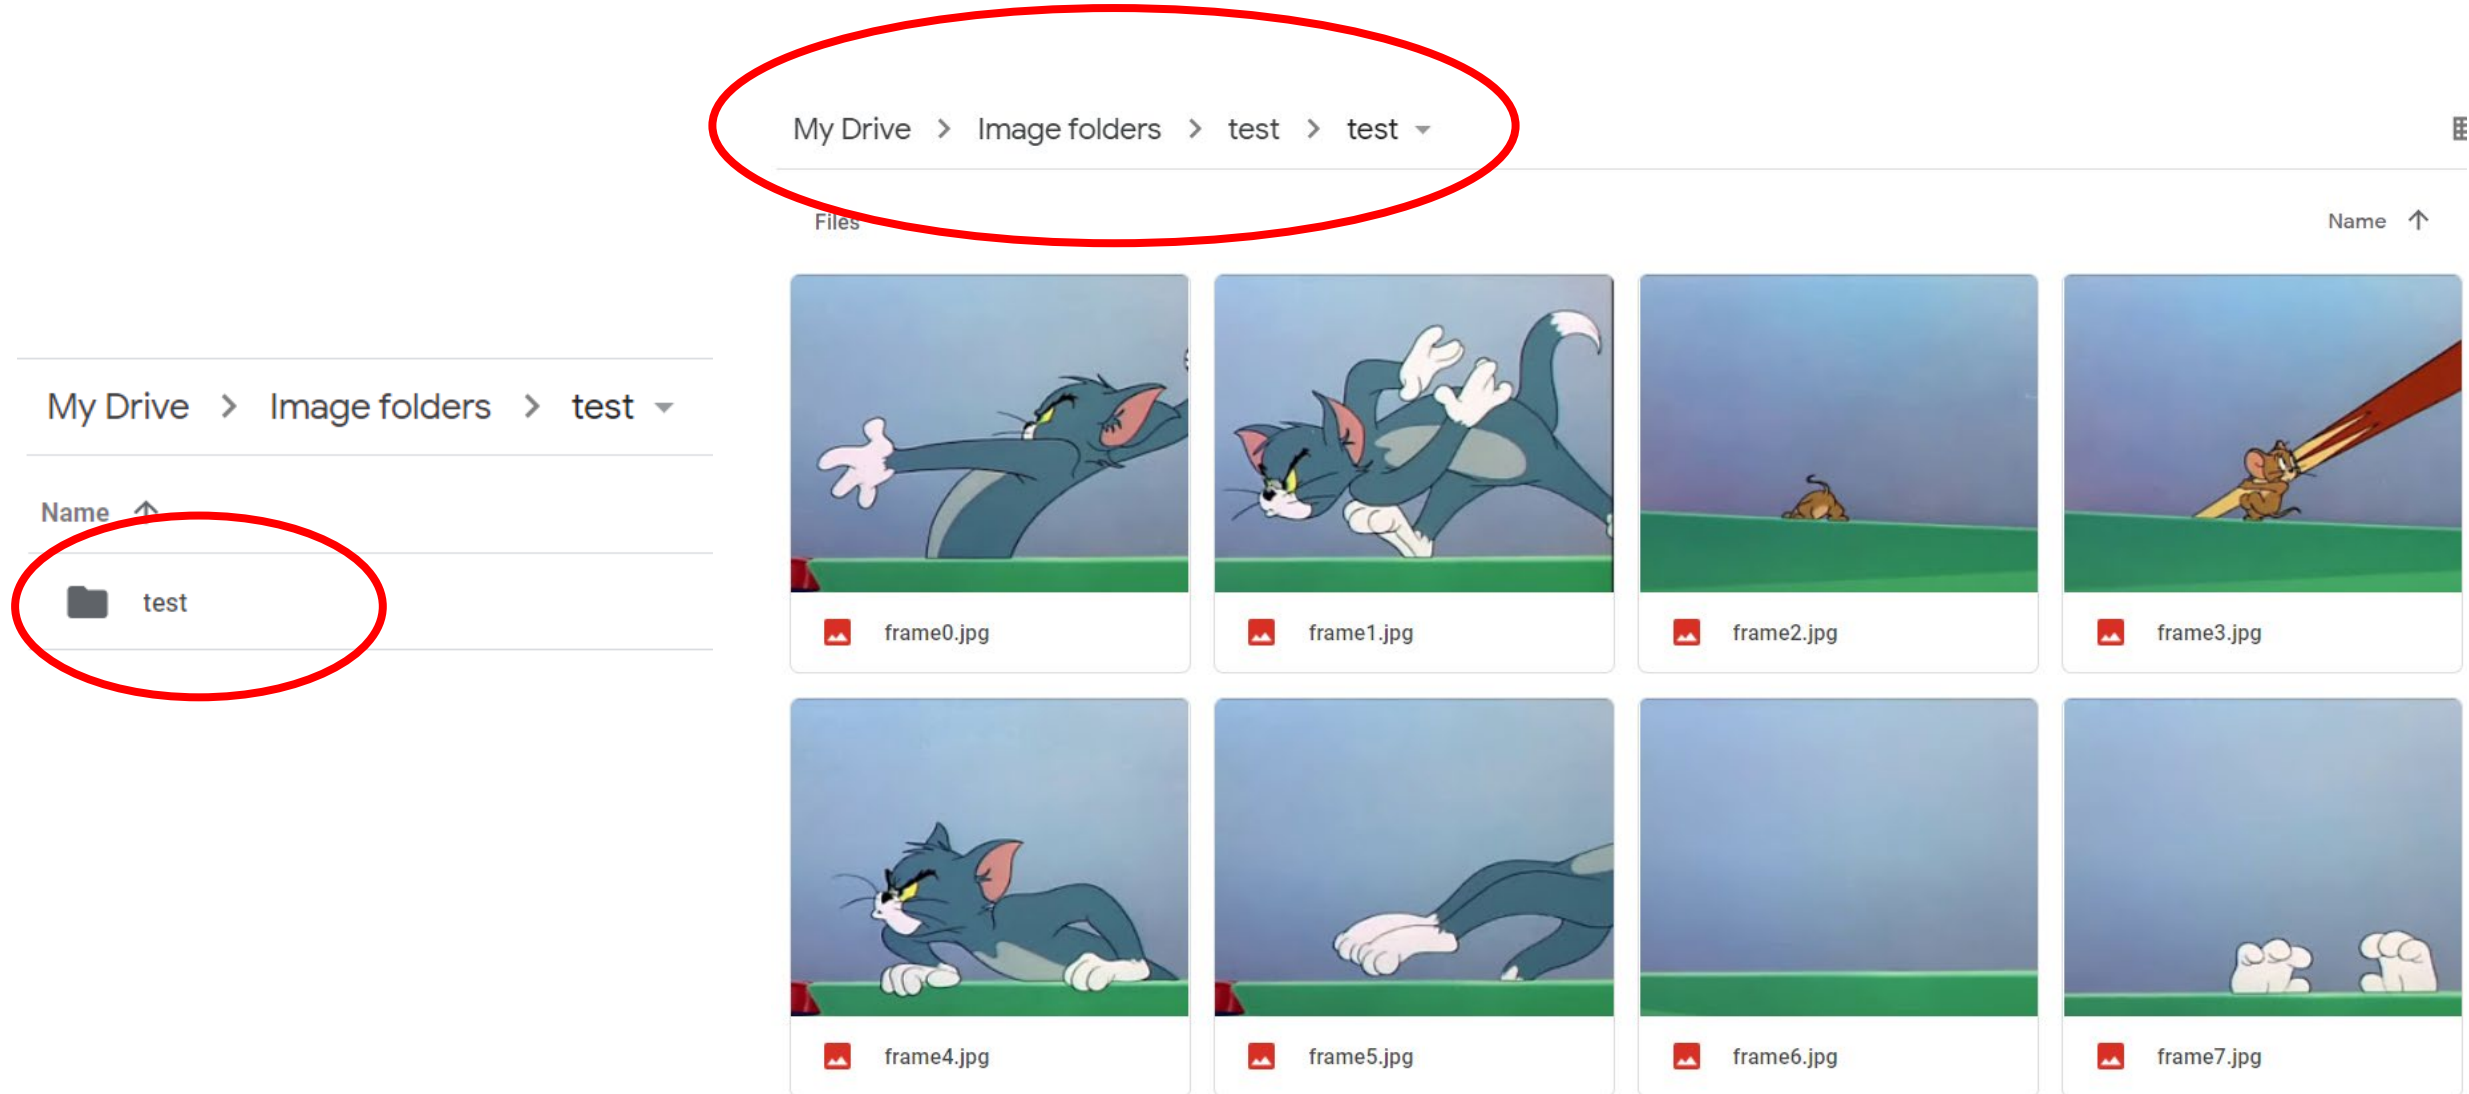 My Drive > Image folders > test
Name
test
My Drive > Image folders > test > test
Files
Name
frame0.jpg
frame1.jpg
frame2.jpg
frame3.jpg
frame4.jpg
frame5.jpg
frame6.jpg
frame7.jpg